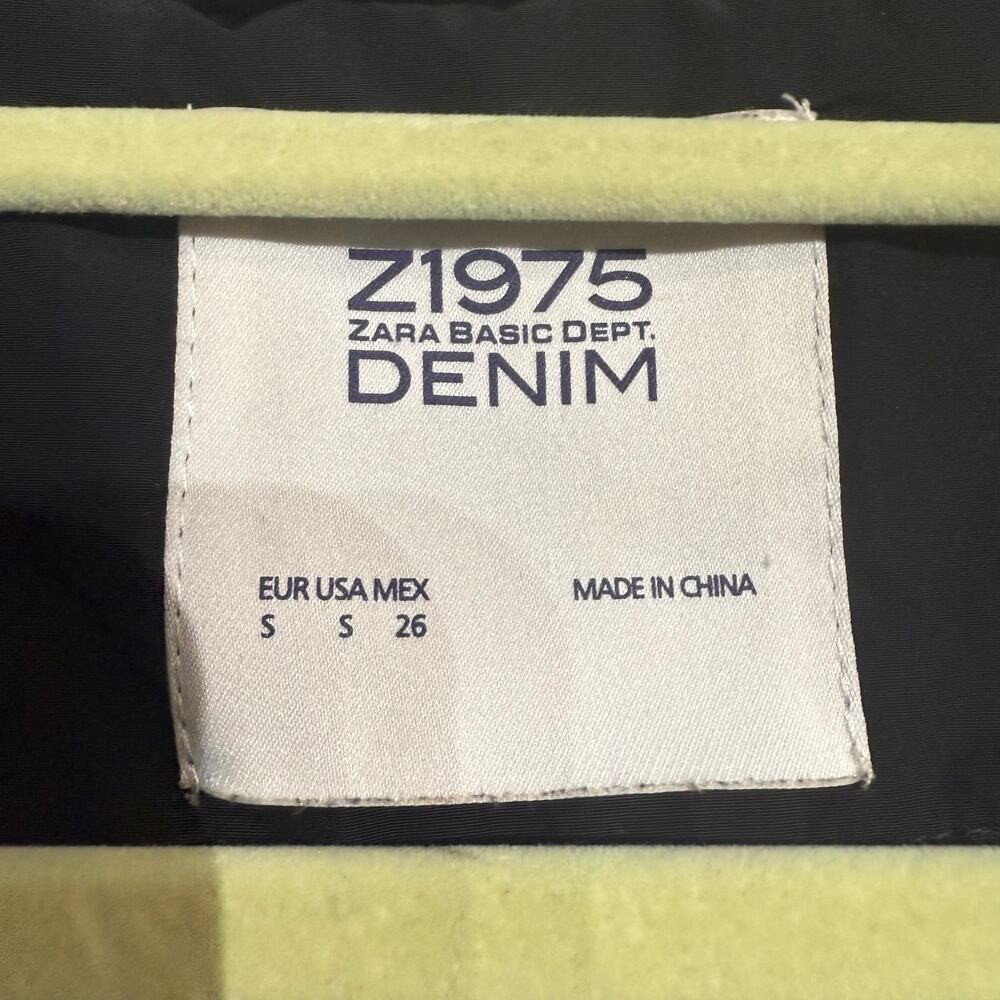 Z1975
ZARA BASIC DEPT.
DENIM
EUR USA MEX
S S 26
MADE IN CHINA